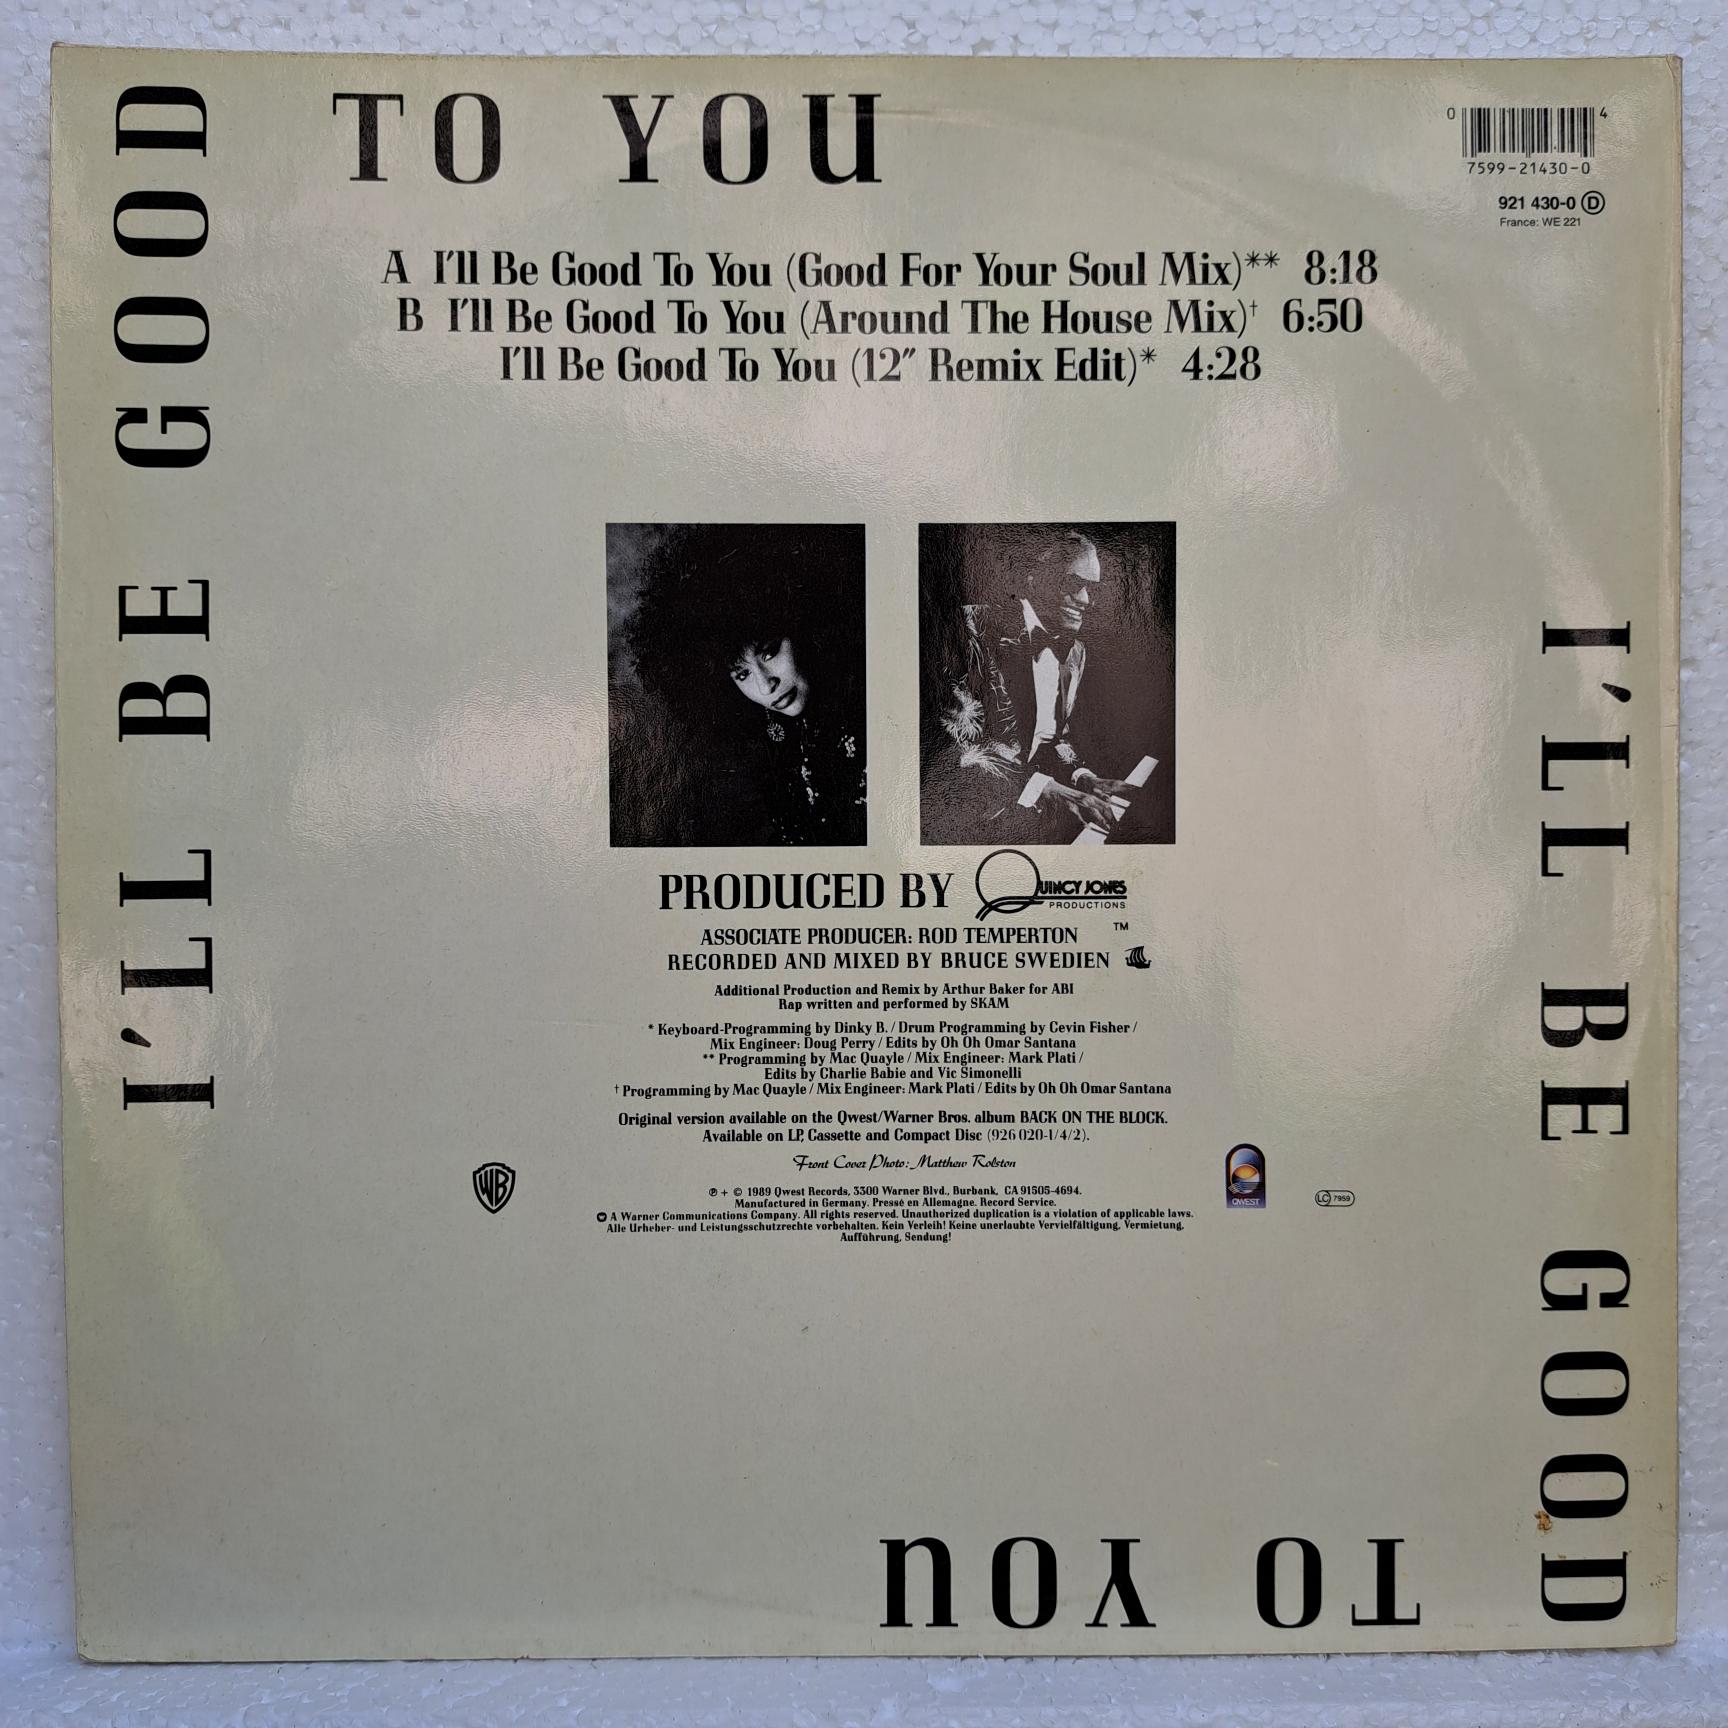 I'LL BE GOOD
TO YOU
0 4
7599-21430-0
921 430-0 D
France: WE 221
A I'll Be Good To You (Good For Your Soul Mix)** 8:18
B I'll Be Good To You (Around The House Mix)† 6:50
I'll Be Good To You (12" Remix Edit)* 4:28
PRODUCED BY QUINCY JONES
PRODUCTIONS
TM
ASSOCIATE PRODUCER: ROD TEMPERTON
RECORDED AND MIXED BY BRUCE SWEDIEN
Additional Production and Remix by Arthur Baker for ABI
Rap written and performed by SKAM
* Keyboard-Programming by Dinky B. / Drum Programming by Cevin Fisher /
Mix Engineer: Doug Perry / Edits by Oh Oh Omar Santana
** Programming by Mac Quayle / Mix Engineer: Mark Plati /
Edits by Charlie Babie and Vic Simonelli
† Programming by Mac Quayle / Mix Engineer: Mark Plati / Edits by Oh Oh Omar Santana
Original version available on the Qwest/Warner Bros. album BACK ON THE BLOCK.
Available on LP, Cassette and Compact Disc (926 020-1/4/2).
Front Cover Photo: Matthew Rolston
WB
℗ + © 1989 Qwest Records, 3300 Warner Blvd., Burbank, CA 91505-4694.
Manufactured in Germany. Pressé en Allemagne. Record Service.
A Warner Communications Company. All rights reserved. Unauthorized duplication is a violation of applicable laws.
Alle Urheber- und Leistungsschutzrechte vorbehalten. Kein Verleih! Keine unerlaubte Vervielfältigung, Vermietung,
Aufführung, Sendung!
QWEST
LC 7959
I'LL BE GOOD
TO YOU